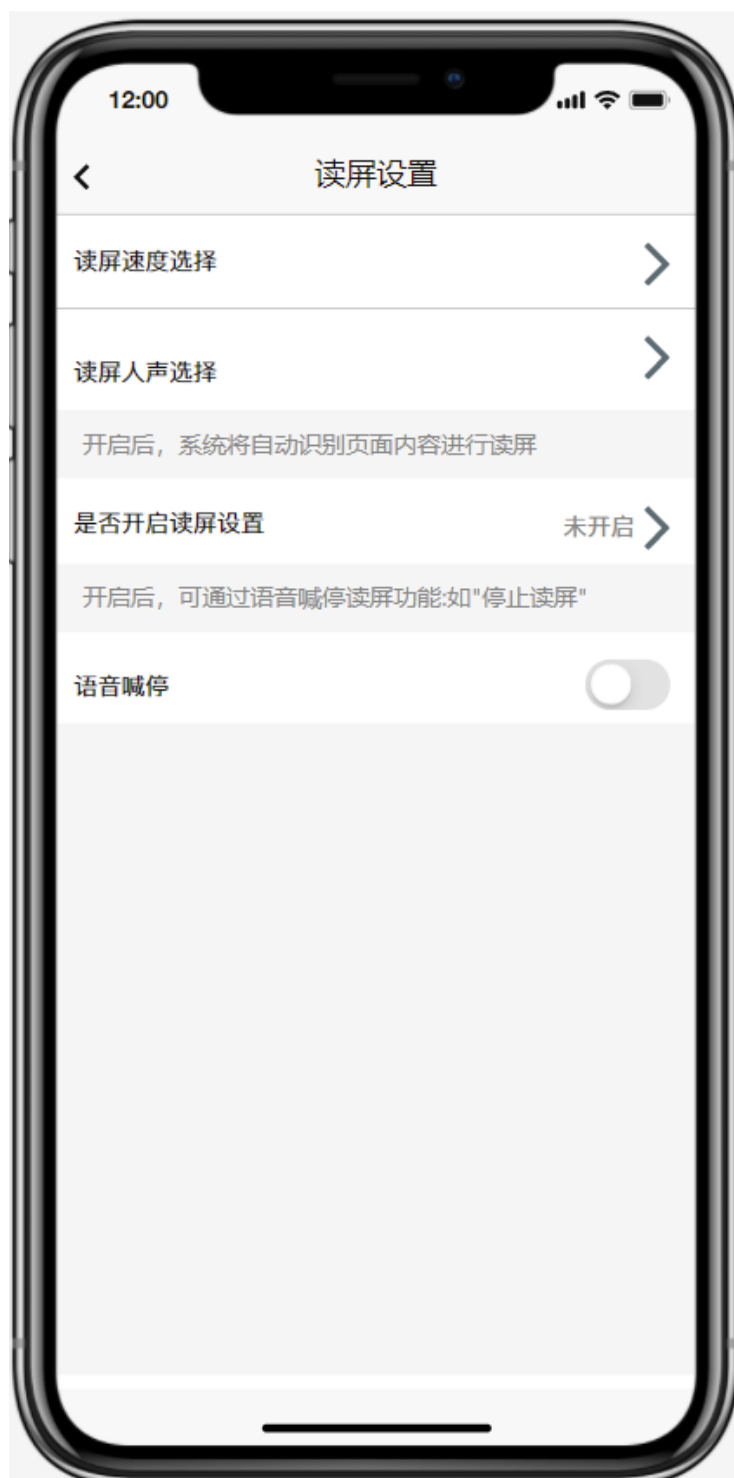 12:00
读屏设置
读屏速度选择
读屏人声选择
开启后，系统将自动识别页面内容进行读屏
是否开启读屏设置 未开启
开启后，可通过语音喊停读屏功能:如"停止读屏"
语音喊停